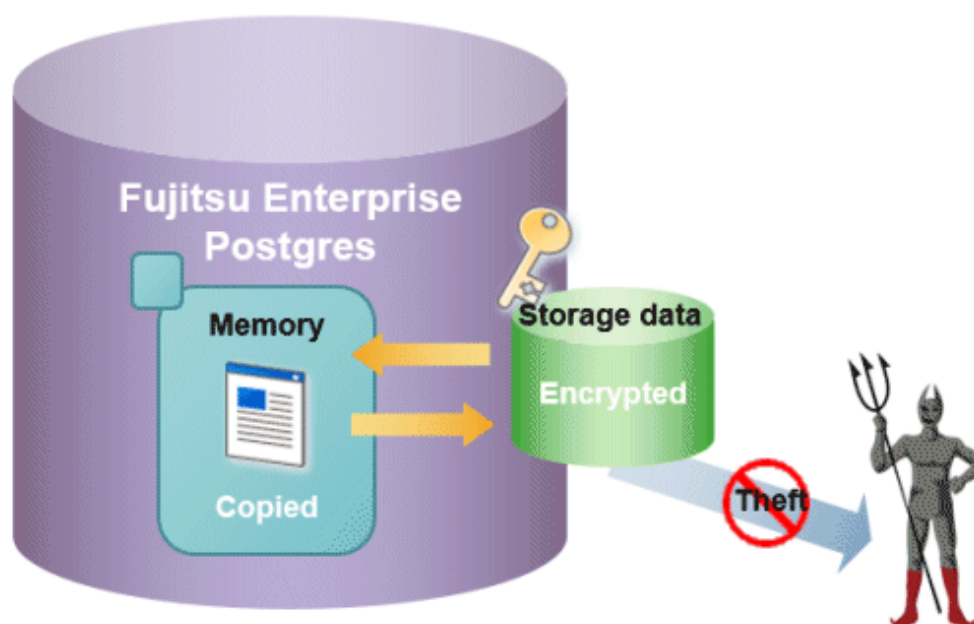 Fujitsu Enterprise
Postgres
Memory
Copied
Storage data
Encrypted
Theft